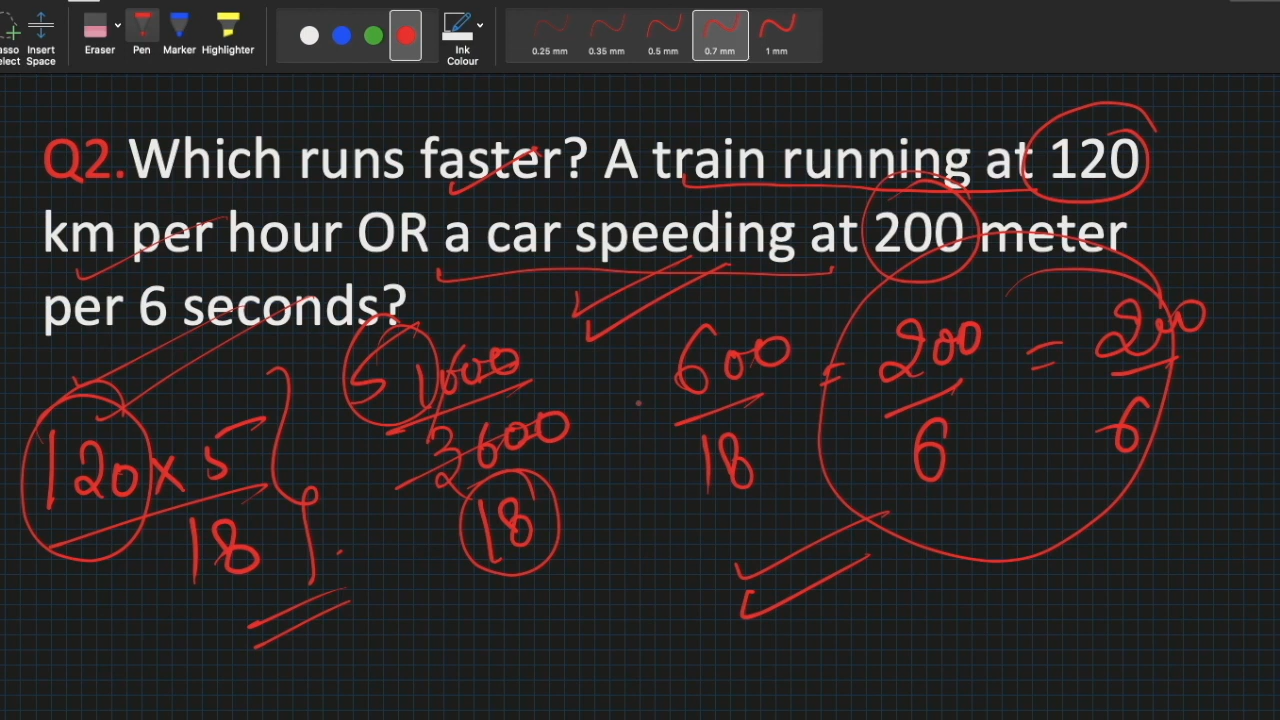 asso Insert Eraser Pen Marker Highlighter Ink 0.25 mm 0.35 mm 0.5 mm 0.7 mm 1 mm
elect Space Colour
Q2.Which runs faster? A train running at 120
km per hour OR a car speeding at 200 meter
per 6 seconds?
120 x 5
18
5 1000
3600
18
600 = 200 = 200
18 6 6